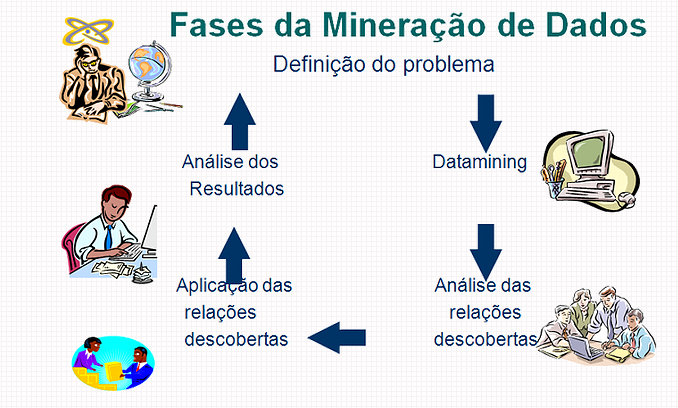 Fases da Mineração de Dados
Definição do problema
Datamining
Análise das
relações
descobertas
Aplicação das
relações
descobertas
Análise dos
Resultados